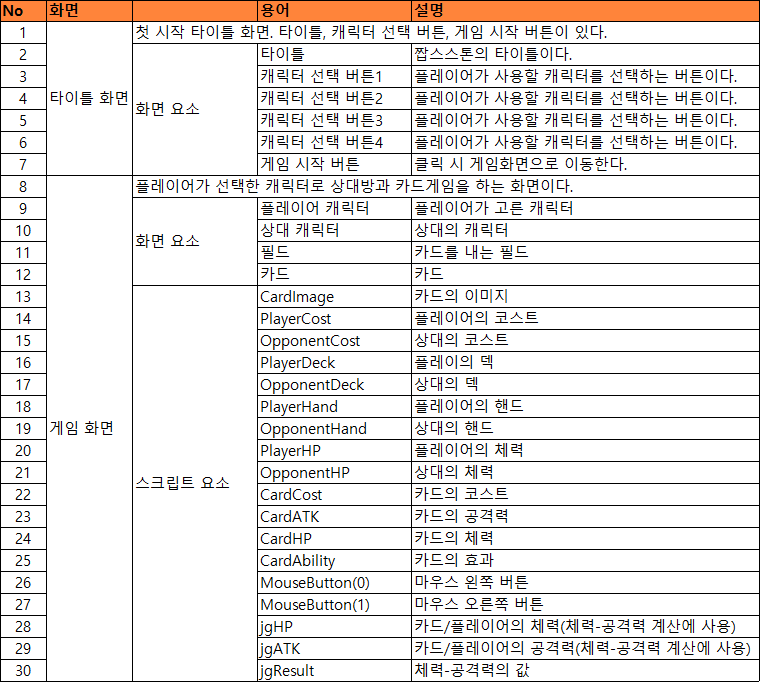 No 화면 용어 설명
1 첫 시작 타이틀 화면. 타이틀, 캐릭터 선택 버튼, 게임 시작 버튼이 있다.
2 타이틀 짭스스톤의 타이틀이다.
3 캐릭터 선택 버튼1 플레이어가 사용할 캐릭터를 선택하는 버튼이다.
타이틀 화면 화면 요소
4 캐릭터 선택 버튼2 플레이어가 사용할 캐릭터를 선택하는 버튼이다.
5 캐릭터 선택 버튼3 플레이어가 사용할 캐릭터를 선택하는 버튼이다.
6 캐릭터 선택 버튼4 플레이어가 사용할 캐릭터를 선택하는 버튼이다.
7 게임 시작 버튼 클릭 시 게임화면으로 이동한다.
8 플레이어가 선택한 캐릭터로 상대방과 카드게임을 하는 화면이다.
9 플레이어 캐릭터 플레이어가 고른 캐릭터
10 상대 캐릭터 상대의 캐릭터
화면 요소
11 필드 카드를 내는 필드
12 카드 카드
13 CardImage 카드의 이미지
14 PlayerCost 플레이어의 코스트
15 OpponentCost 상대의 코스트
16 PlayerDeck 플레이의 덱
17 OpponentDeck 상대의 덱
18 PlayerHand 플레이어의 핸드
19 게임 화면 OpponentHand 상대의 핸드
20 PlayerHP 플레이어의 체력
21 OpponentHP 상대의 체력
스크립트 요소
22 CardCost 카드의 코스트
23 CardATK 카드의 공격력
24 CardHP 카드의 체력
25 CardAbility 카드의 효과
26 MouseButton(0) 마우스 왼쪽 버튼
27 MouseButton(1) 마우스 오른쪽 버튼
28 jgHP 카드/플레이어의 체력(체력-공격력 계산에 사용)
29 jgATK 카드/플레이어의 공격력(체력-공격력 계산에 사용)
30 jgResult 체력-공격력의 값